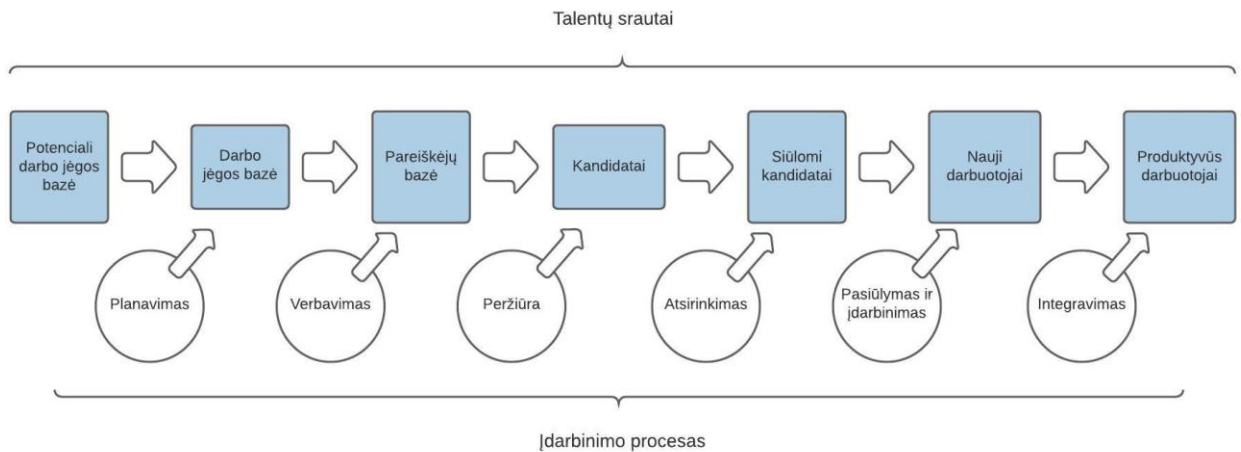 Talentų srautai
Potenciali
darbo jėgos
bazė
Darbo
jėgos bazė
Pareiškėjų
bazė
Kandidatai
Siūlomi
kandidatai
Nauji
darbuotojai
Produktyvūs
darbuotojai
Planavimas
Verbavimas
Peržiūra
Atsirinkimas
Pasiūlymas ir
įdarbinimas
Integravimas
Įdarbinimo procesas